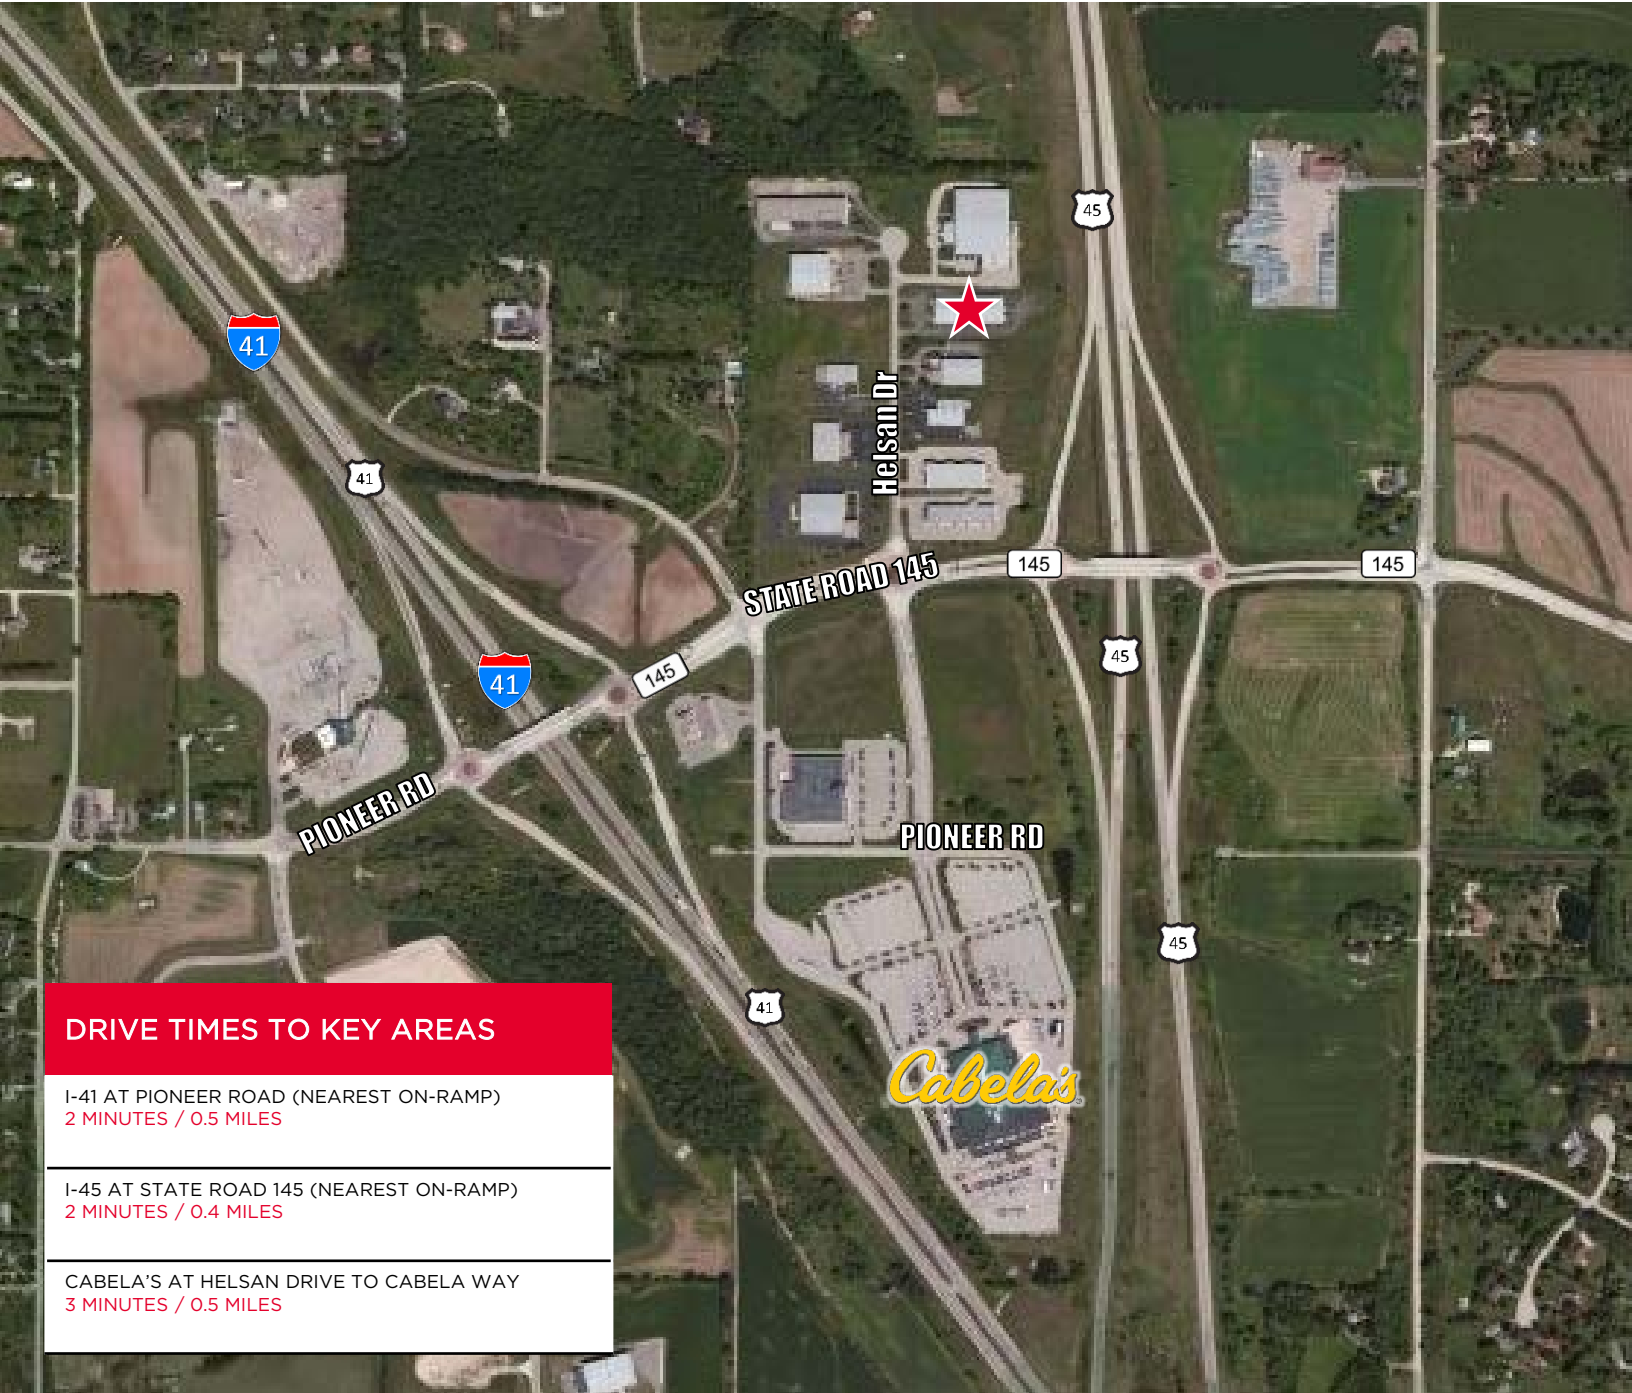 45
41
41
Helsan Dr
STATE ROAD 145
145
145
45
145
41
PIONEER RD
PIONEER RD
45
41
Cabela's
DRIVE TIMES TO KEY AREAS
I-41 AT PIONEER ROAD (NEAREST ON-RAMP)
2 MINUTES / 0.5 MILES
I-45 AT STATE ROAD 145 (NEAREST ON-RAMP)
2 MINUTES / 0.4 MILES
CABELA'S AT HELSAN DRIVE TO CABELA WAY
3 MINUTES / 0.5 MILES